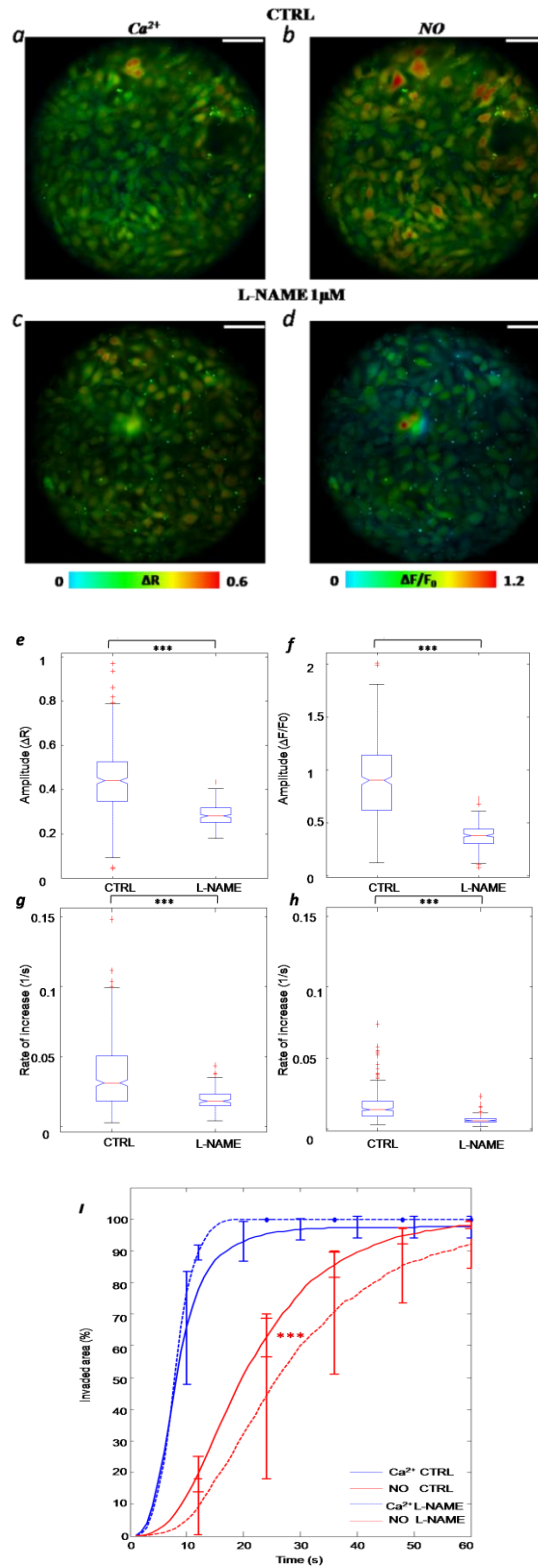 CTRL
a Ca²⁺ b NO
L-NAME 1µM
c d
0 ΔR 0.6 0 ΔF/F₀ 1.2
e *** f ***
1
0.8
0.6
0.4
0.2
0
Amplitude (ΔR)
CTRL L-NAME
2
1.5
1
0.5
0
Amplitude (ΔF/F0)
CTRL L-NAME
g *** h ***
0.15
0.1
0.05
0
Rate of increase (1/s)
CTRL L-NAME
0.15
0.1
0.05
0
Rate of increase (1/s)
CTRL L-NAME
i
100
90
80
70
60
50
40
30
20
10
0
Invaded area (%)
***
Ca²⁺ CTRL
NO CTRL
Ca²⁺ L-NAME
NO L-NAME
0 10 20 30 40 50 60
Time (s)